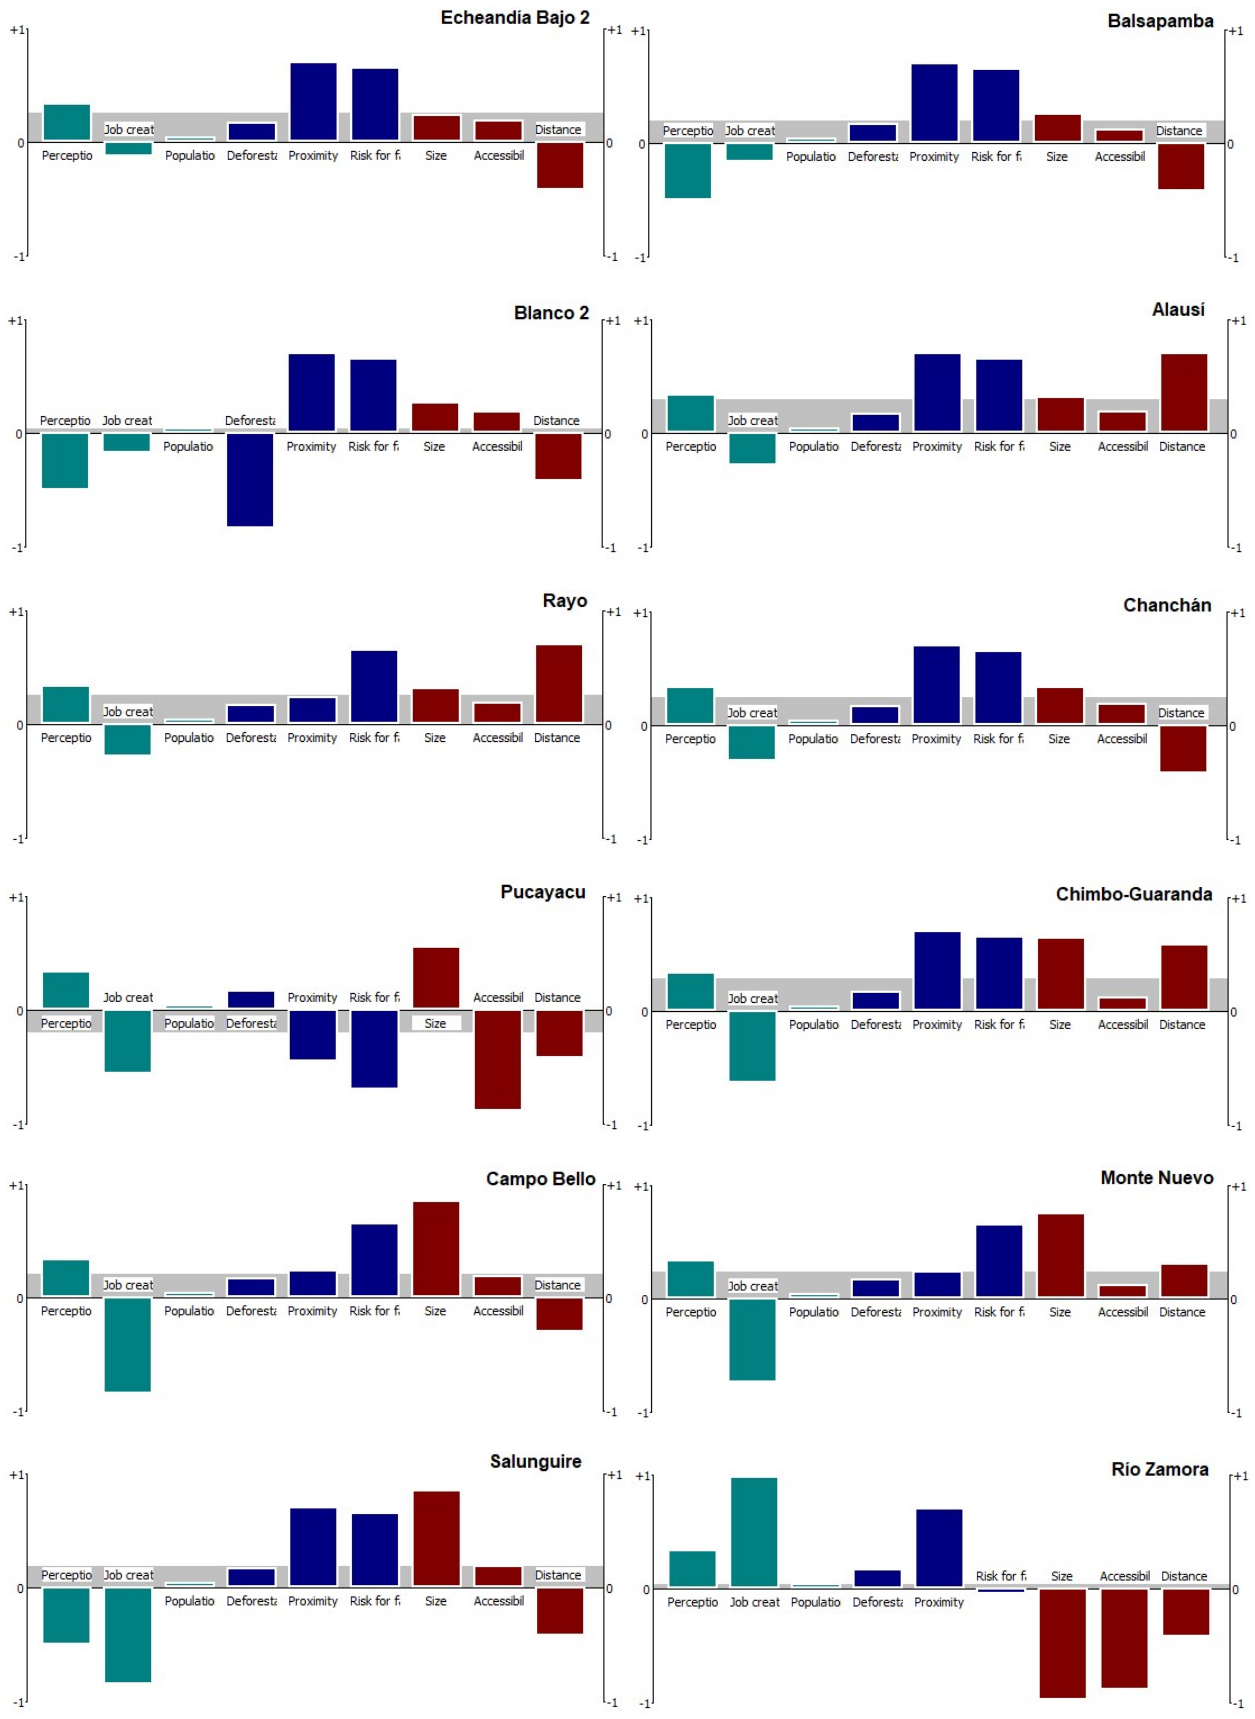 Echeandía Bajo 2
+1 +1
Job creat Distance
0 0
Perceptio Populatio Deforesta Proximity Risk for fa Size Accessibil
-1 -1
Balsapamba
+1 +1
Perceptio Job creat Distance
0 0
Populatio Deforesta Proximity Risk for fa Size Accessibil
-1 -1
Blanco 2
+1 +1
Perceptio Job creat Deforesta Distance
0 0
Populatio Proximity Risk for fa Size Accessibil
-1 -1
Alausí
+1 +1
Job creat
0 0
Perceptio Populatio Deforesta Proximity Risk for fa Size Accessibil Distance
-1 -1
Rayo
+1 +1
Job creat
0 0
Perceptio Populatio Deforesta Proximity Risk for fa Size Accessibil Distance
-1 -1
Chanchán
+1 +1
Job creat Distance
0 0
Perceptio Populatio Deforesta Proximity Risk for fa Size Accessibil
-1 -1
Pucayacu
+1 +1
Job creat Proximity Risk for fa Accessibil Distance
0 0
Perceptio Populatio Deforesta Size
-1 -1
Chimbo-Guaranda
+1 +1
Job creat
0 0
Perceptio Populatio Deforesta Proximity Risk for fa Size Accessibil Distance
-1 -1
Campo Bello
+1 +1
Job creat Distance
0 0
Perceptio Populatio Deforesta Proximity Risk for fa Size Accessibil
-1 -1
Monte Nuevo
+1 +1
Job creat
0 0
Perceptio Populatio Deforesta Proximity Risk for fa Size Accessibil Distance
-1 -1
Salunguire
+1 +1
Perceptio Job creat Distance
0 0
Populatio Deforesta Proximity Risk for fa Size Accessibil
-1 -1
Río Zamora
+1 +1
Risk for fa Size Accessibil Distance
0 0
Perceptio Job creat Populatio Deforesta Proximity
-1 -1